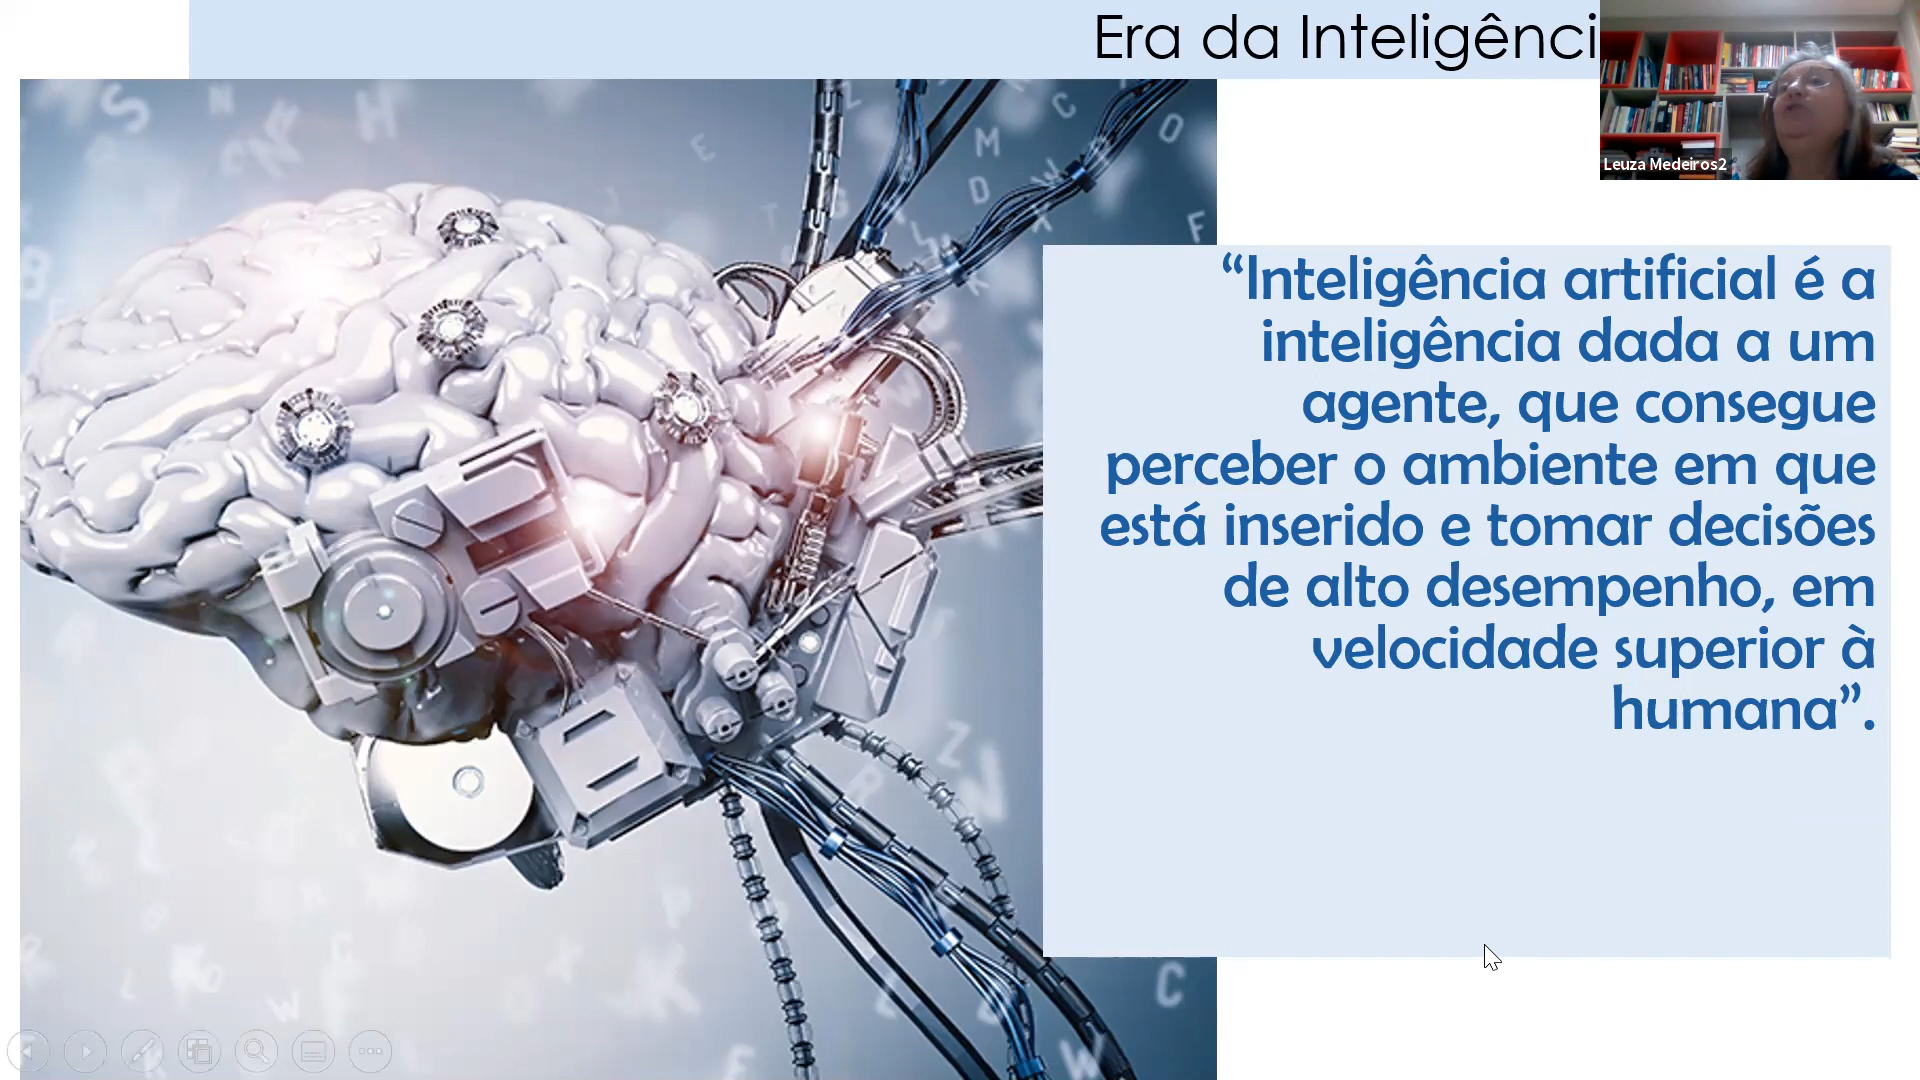 Era da Inteligênci
Leuza Medeiros2
“Inteligência artificial é a
inteligência dada a um
agente, que consegue
perceber o ambiente em que
está inserido e tomar decisões
de alto desempenho, em
velocidade superior à
humana”.